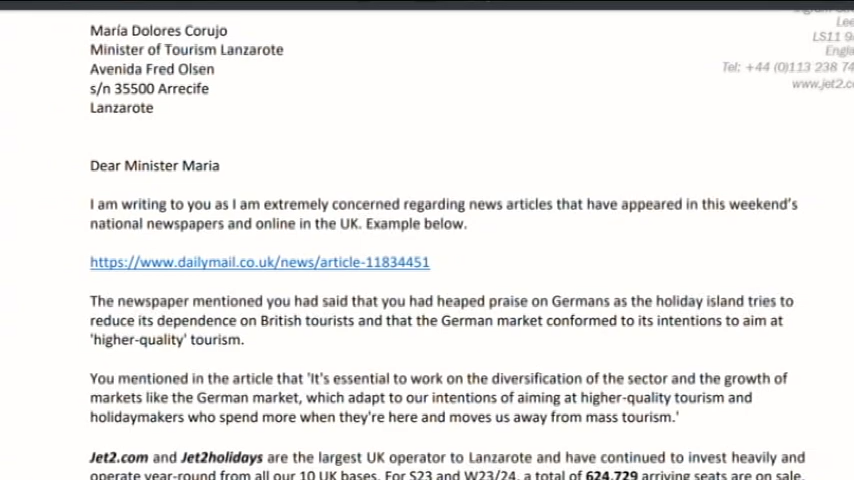 María Dolores Corujo
Minister of Tourism Lanzarote
Avenida Fred Olsen
s/n 35500 Arrecife
Lanzarote
Lee
LS11 9
Engla
Tel: +44 (0)113 238 74
www.jet2.co
Dear Minister Maria
I am writing to you as I am extremely concerned regarding news articles that have appeared in this weekend's
national newspapers and online in the UK. Example below.
https://www.dailymail.co.uk/news/article-11834451
The newspaper mentioned you had said that you had heaped praise on Germans as the holiday island tries to
reduce its dependence on British tourists and that the German market conformed to its intentions to aim at
'higher-quality' tourism.
You mentioned in the article that 'It's essential to work on the diversification of the sector and the growth of
markets like the German market, which adapt to our intentions of aiming at higher-quality tourism and
holidaymakers who spend more when they're here and moves us away from mass tourism.'
Jet2.com and Jet2holidays are the largest UK operator to Lanzarote and have continued to invest heavily and
operate year-round from all our 10 UK bases. For S23 and W23/24, a total of 624,729 arriving seats are on sale,